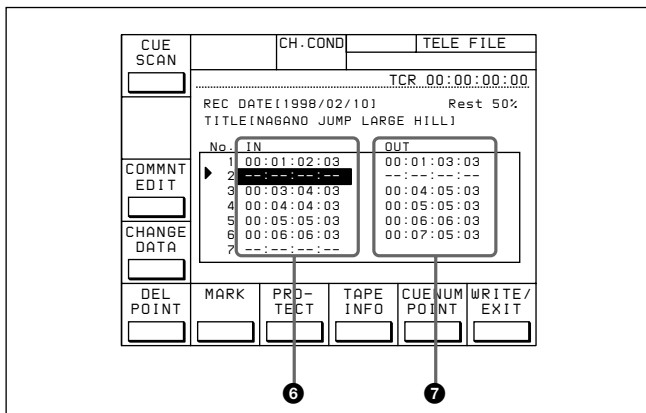 CUE SCAN
CH·COND
TELE FILE
TCR 00:00:00:00
REC DATE[1998/02/10] Rest 50%
TITLE[NAGANO JUMP LARGE HILL]
No. IN OUT
1 00:01:02:03 00:01:03:03
2 --:--:--:-- --:--:--:--
3 00:03:04:03 00:04:05:03
4 00:04:04:03 00:05:05:03
5 00:05:05:03 00:06:06:03
6 00:06:06:03 00:07:05:03
7 --:--:--:--
COMMNT EDIT
CHANGE DATA
DEL POINT
MARK
PRO-TECT
TAPE INFO
CUENUM POINT
WRITE/EXIT
6 7